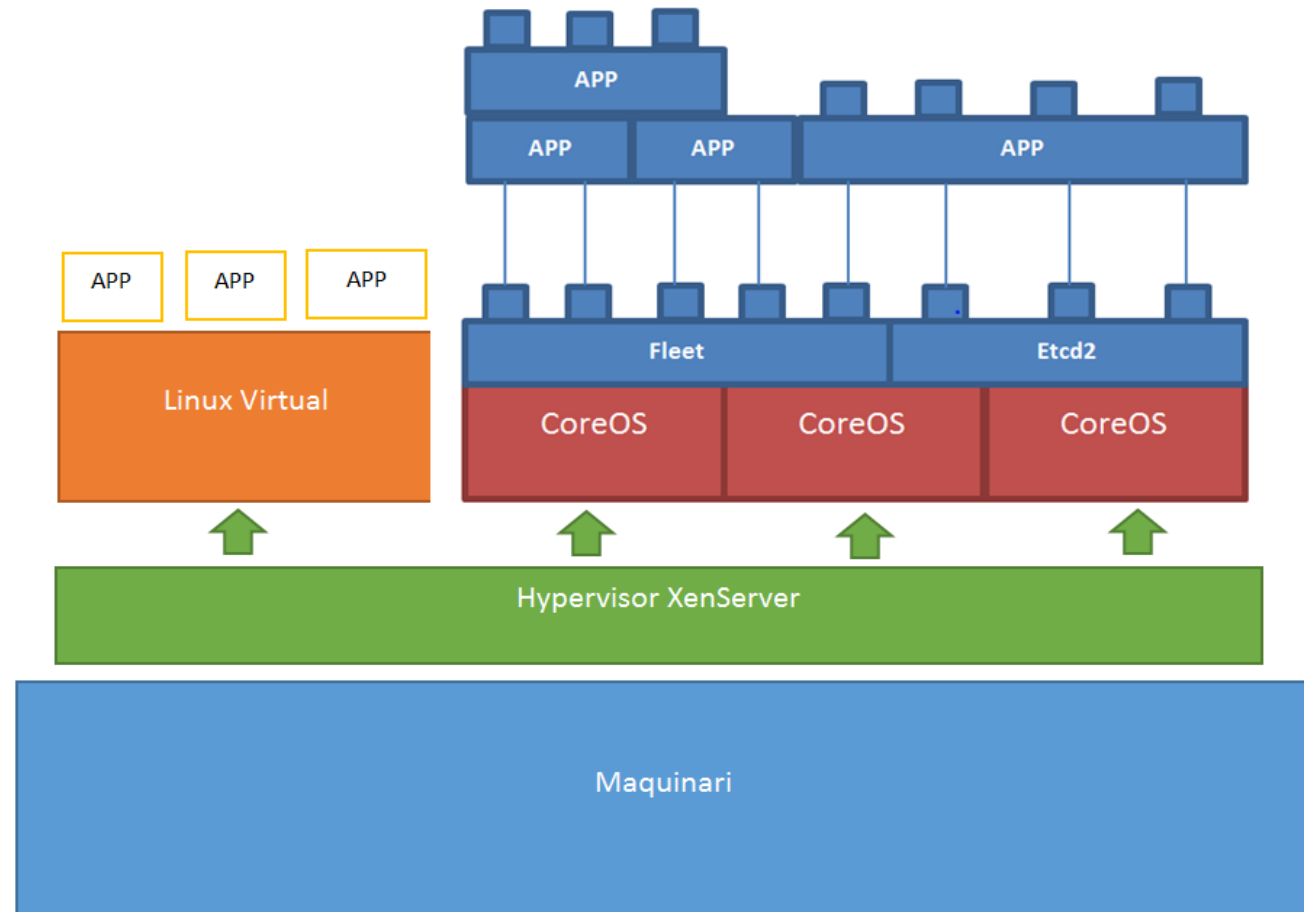 APP
APP
APP
APP
APP
APP
APP
Fleet
Etcd2
Linux Virtual
CoreOS
CoreOS
CoreOS
Hypervisor XenServer
Maquinari